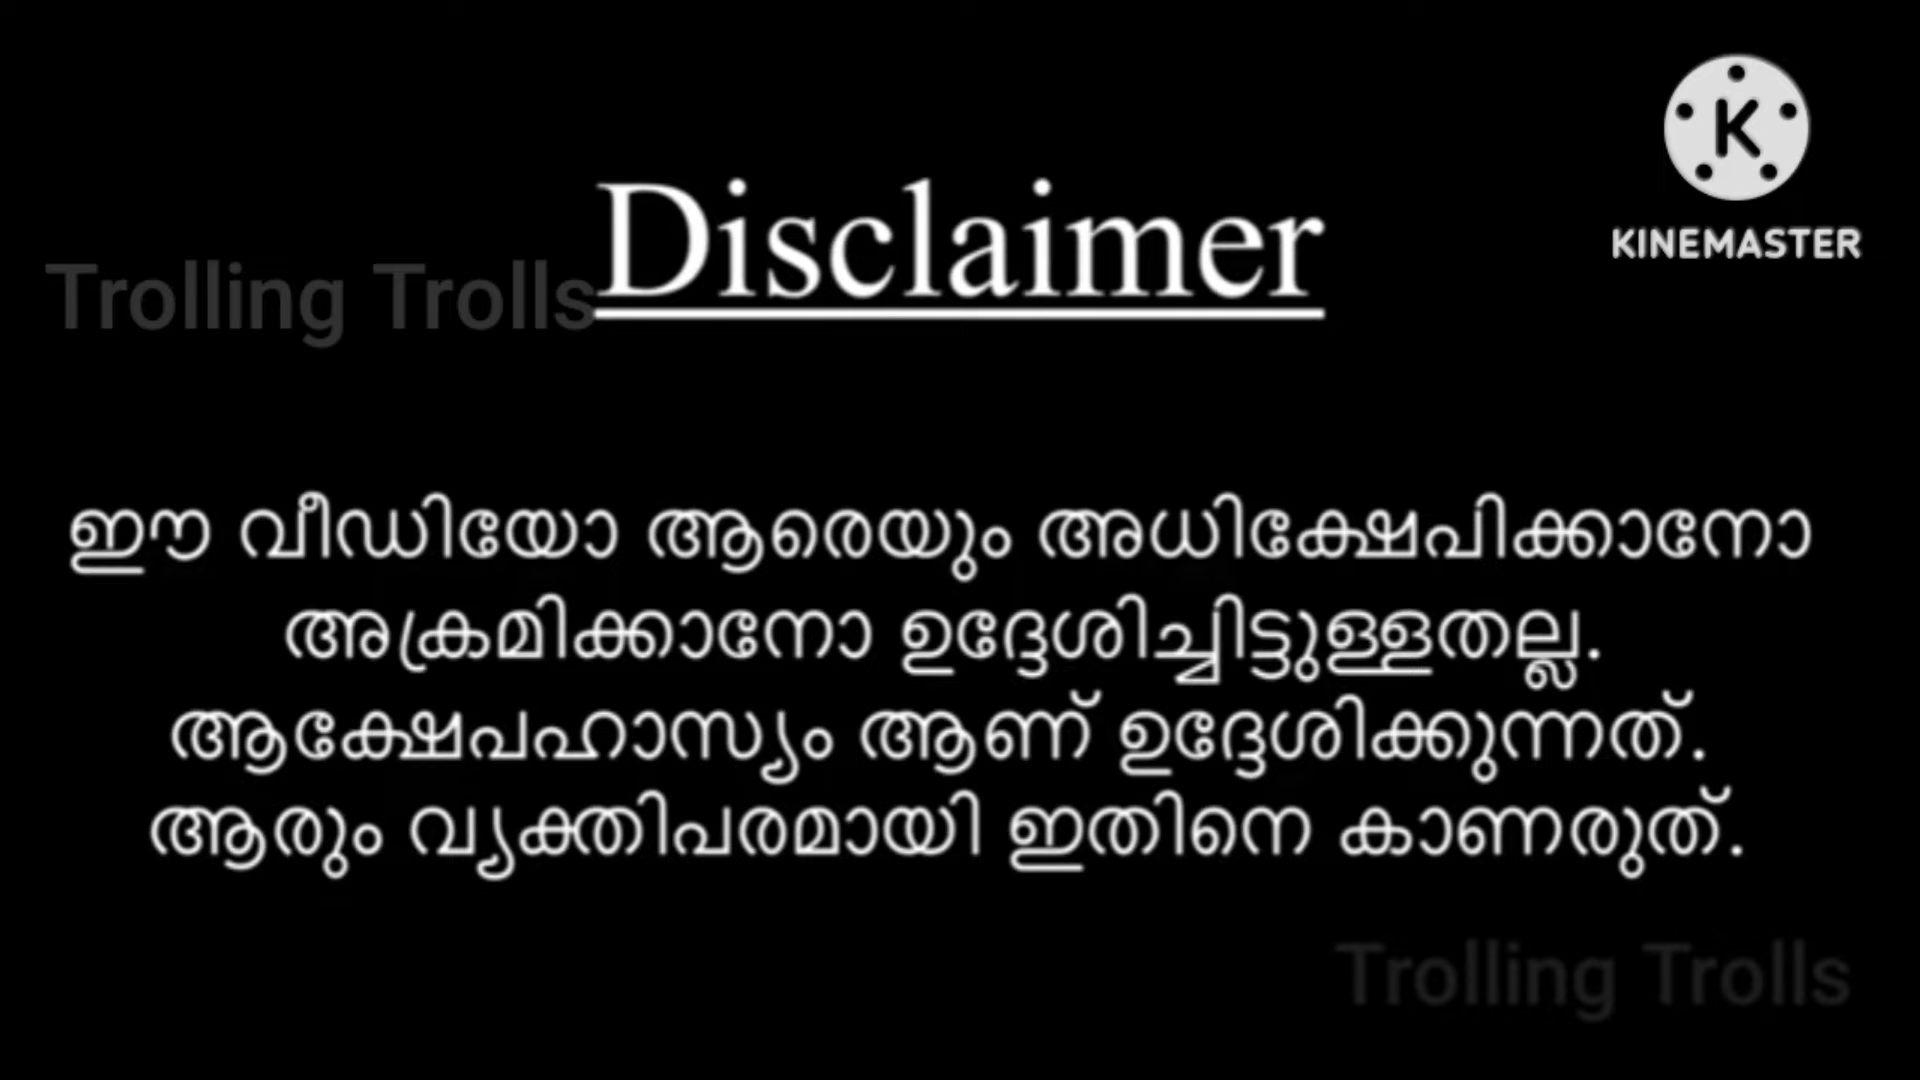 K
KINEMASTER
Disclaimer
Trolling Trolls
ഈ വീഡിയോ ആരെയും അധിക്ഷേപിക്കാനോ
അക്രമിക്കാനോ ഉദ്ദേശിച്ചിട്ടുള്ളതല്ല.
ആക്ഷേപഹാസ്യം ആണ് ഉദ്ദേശിക്കുന്നത്.
ആരും വ്യക്തിപരമായി ഇതിനെ കാണരുത്.
Trolling Trolls